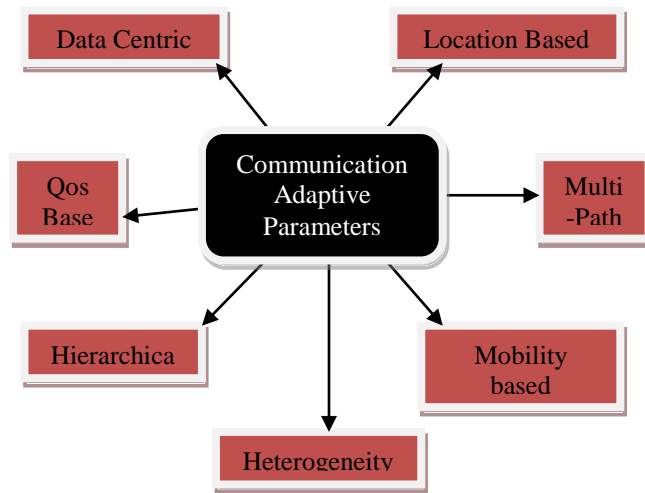 Data Centric
Location Based
Communication
Adaptive
Parameters
Qos
Base
Multi
-Path
Hierarchica
Mobility
based
Heterogeneity